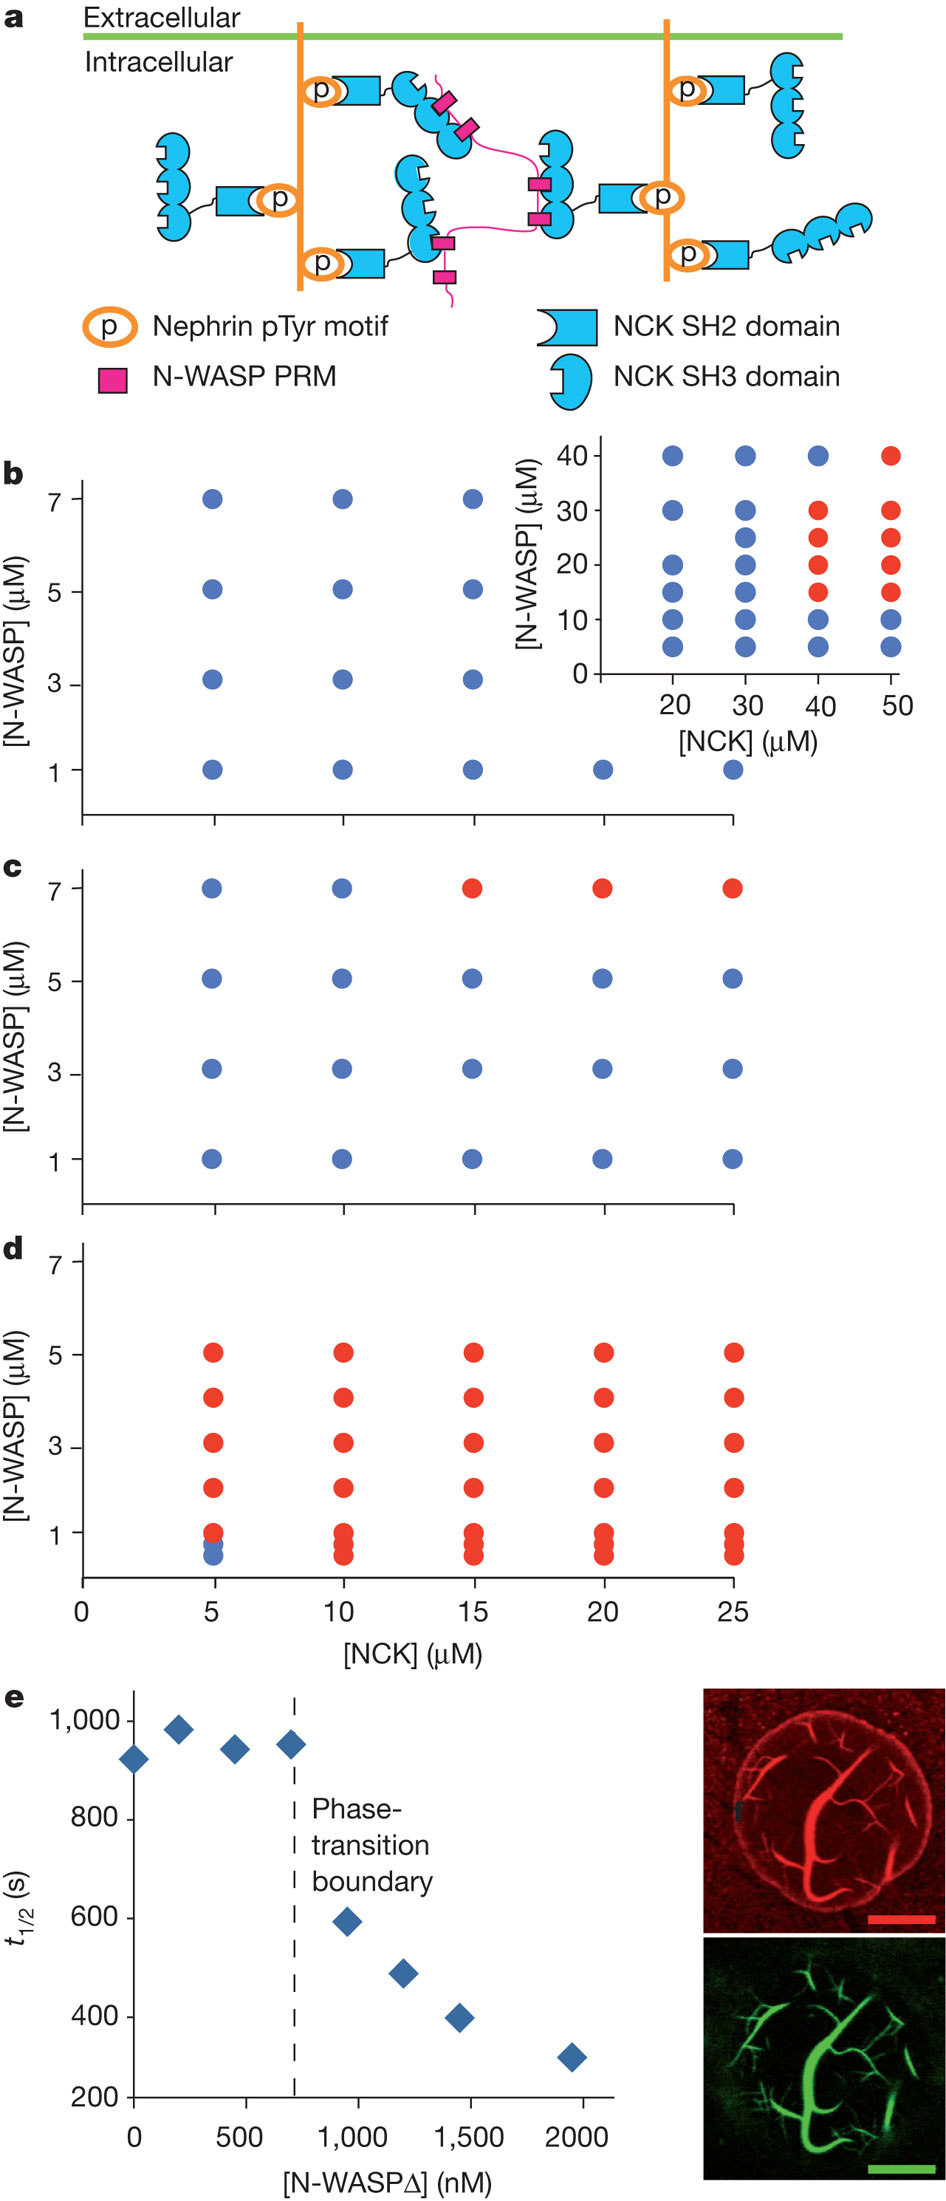 a
Extracellular
Intracellular
p
p
p
p
p
p
p
Nephrin pTyr motif
NCK SH2 domain
N-WASP PRM
NCK SH3 domain
b
[N-WASP] (μM)
7
5
3
1
[N-WASP] (μM)
40
30
20
10
0
20 30 40 50
[NCK] (μM)
c
[N-WASP] (μM)
7
5
3
1
d
[N-WASP] (μM)
7
5
3
1
0 5 10 15 20 25
[NCK] (μM)
e
t1/2 (s)
1,000
800
600
400
200
Phase-
transition
boundary
0 500 1,000 1,500 2000
[N-WASPΔ] (nM)